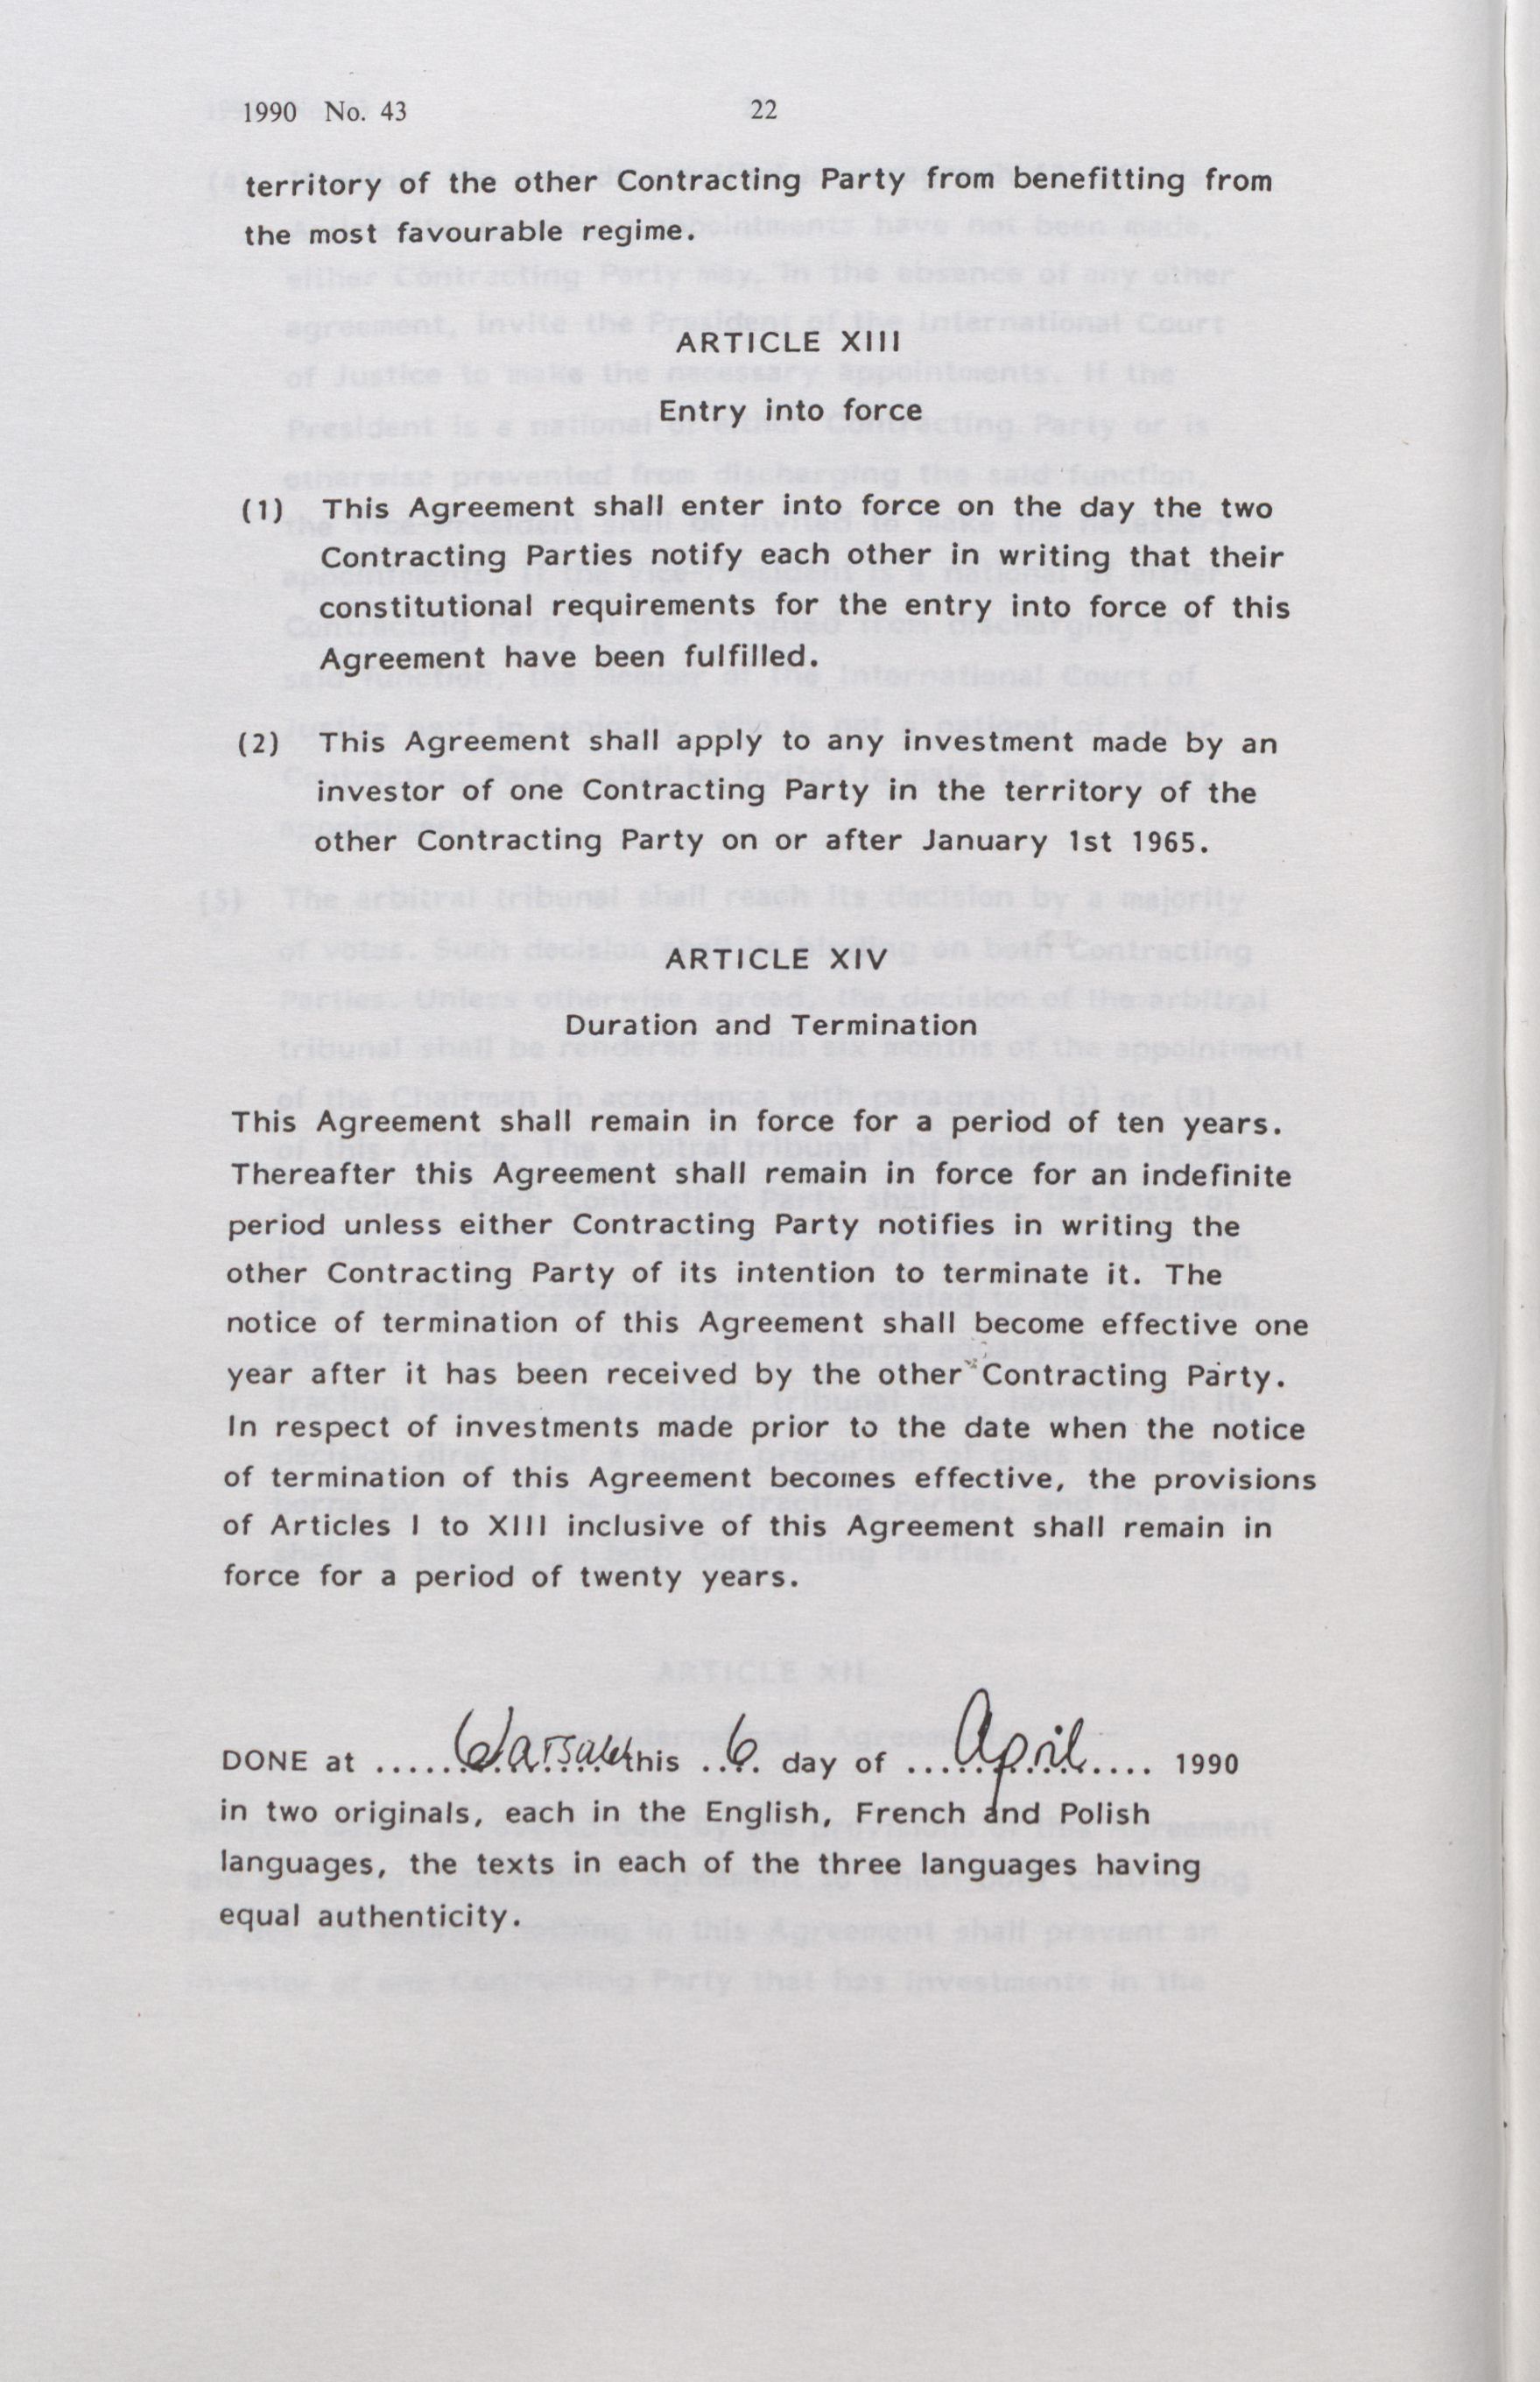 1990 No. 43 22
territory of the other Contracting Party from benefitting from
the most favourable regime.
ARTICLE XIII
Entry into force
(1) This Agreement shall enter into force on the day the two
Contracting Parties notify each other in writing that their
constitutional requirements for the entry into force of this
Agreement have been fulfilled.
(2) This Agreement shall apply to any investment made by an
investor of one Contracting Party in the territory of the
other Contracting Party on or after January 1st 1965.
ARTICLE XIV
Duration and Termination
This Agreement shall remain in force for a period of ten years.
Thereafter this Agreement shall remain in force for an indefinite
period unless either Contracting Party notifies in writing the
other Contracting Party of its intention to terminate it. The
notice of termination of this Agreement shall become effective one
year after it has been received by the other Contracting Party.
In respect of investments made prior to the date when the notice
of termination of this Agreement becomes effective, the provisions
of Articles I to XIII inclusive of this Agreement shall remain in
force for a period of twenty years.
DONE at ..... Warsaw this ..6. day of ... April .... 1990
in two originals, each in the English, French and Polish
languages, the texts in each of the three languages having
equal authenticity.